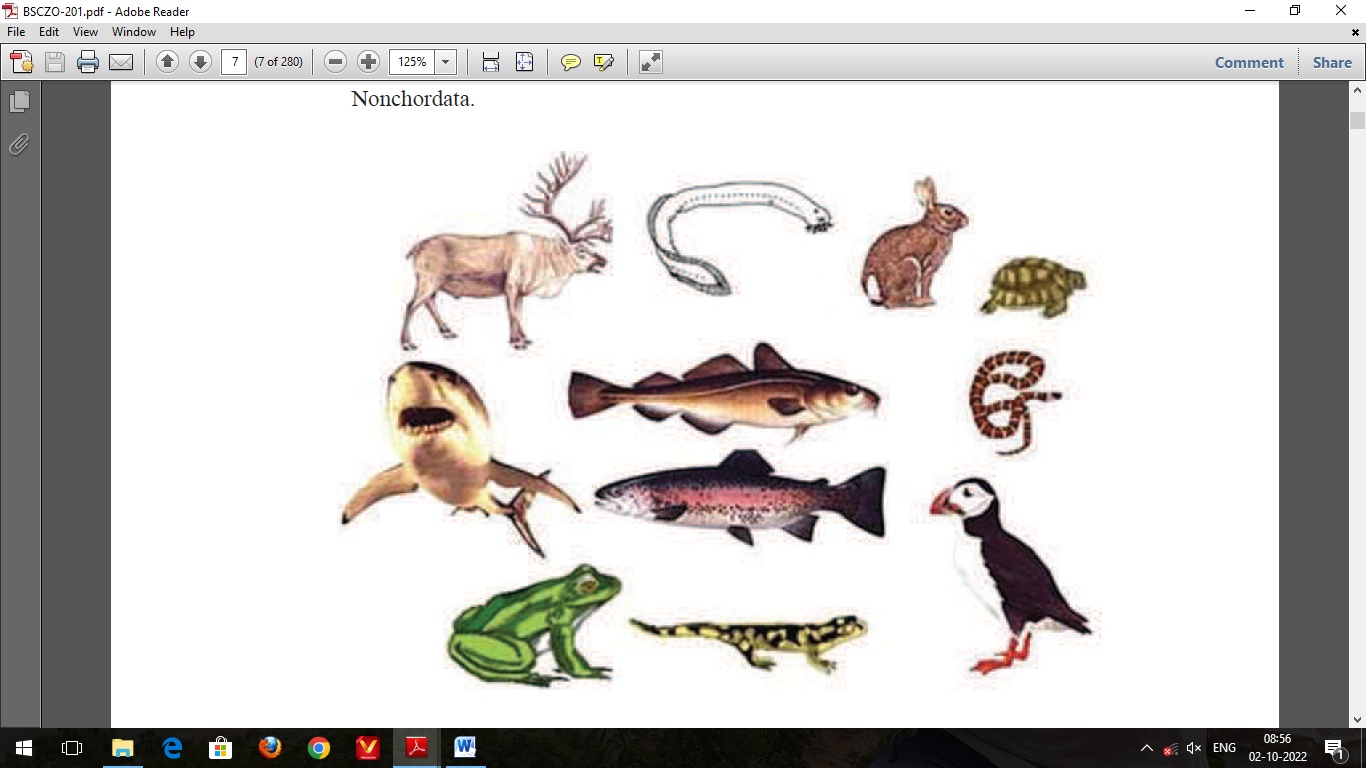 BSCZO-201.pdf - Adobe Reader
File Edit View Window Help
7 (7 of 280) 125% Comment Share
Nonchordata.
ENG
08:56
02-10-2022
1